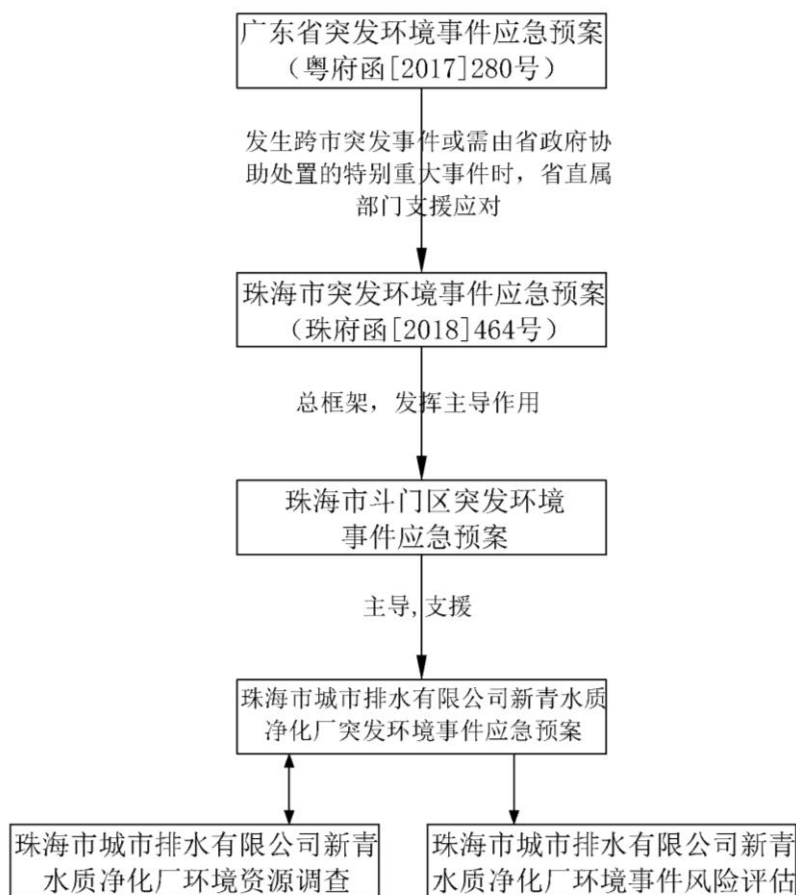 广东省突发环境事件应急预案
（粤府函[2017]280号）
发生跨市突发事件或需由省政府协
助处置的特别重大事件时，省直属
部门支援应对
珠海市突发环境事件应急预案
（珠府函[2018]464号）
总框架，发挥主导作用
珠海市斗门区突发环境
事件应急预案
主导,支援
珠海市城市排水有限公司新青水质
净化厂突发环境事件应急预案
珠海市城市排水有限公司新青
水质净化厂环境资源调查
珠海市城市排水有限公司新青
水质净化厂环境事件风险评估